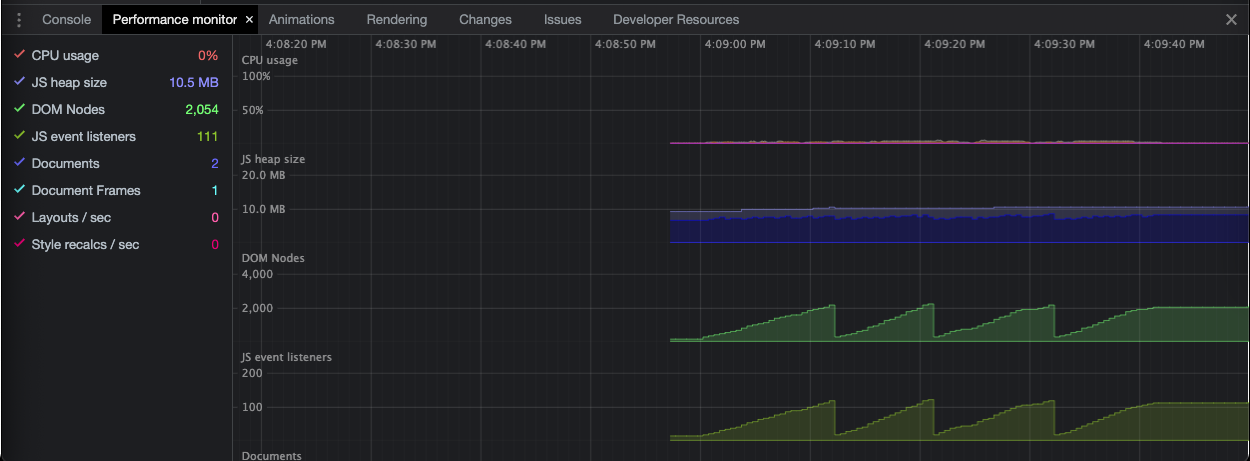 Console Performance monitor × Animations Rendering Changes Issues Developer Resources ×
CPU usage 0%
JS heap size 10.5 MB
DOM Nodes 2,054
JS event listeners 111
Documents 2
Document Frames 1
Layouts / sec 0
Style recalcs / sec 0
4:08:20 PM 4:08:30 PM 4:08:40 PM 4:08:50 PM 4:09:00 PM 4:09:10 PM 4:09:20 PM 4:09:30 PM 4:09:40 PM
CPU usage
100%
50%
JS heap size
20.0 MB
10.0 MB
DOM Nodes
4,000
2,000
JS event listeners
200
100
Documents